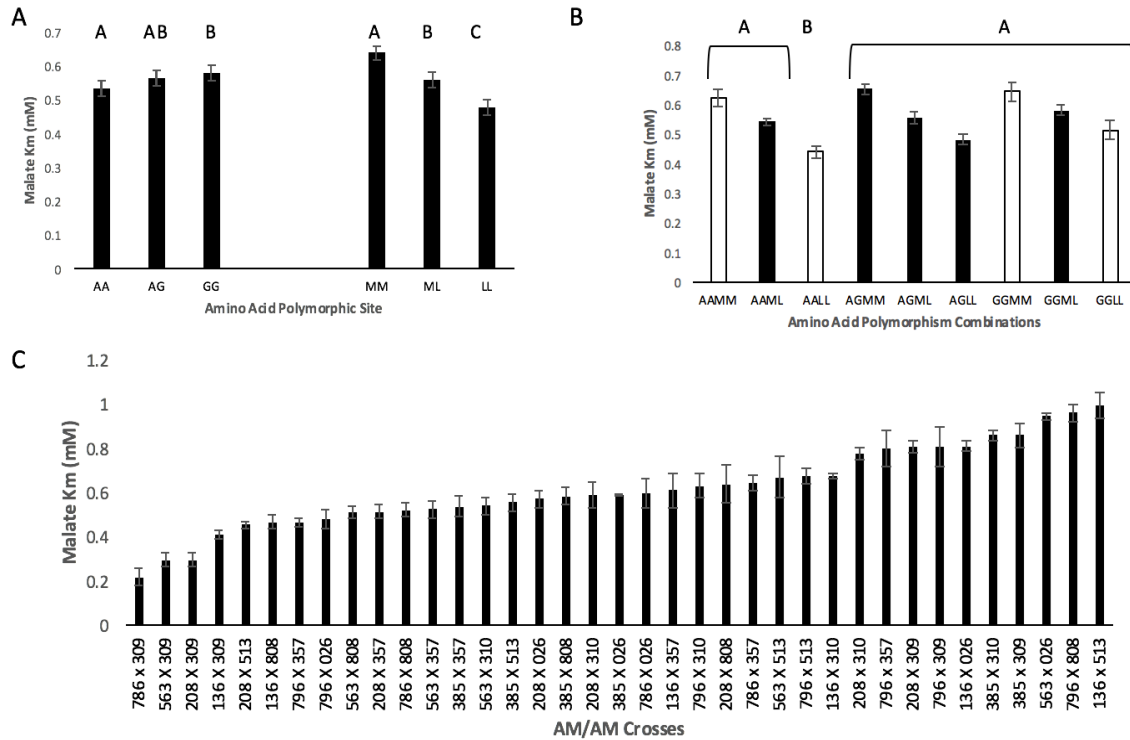 A
A AB B A B C
Malate Km (mM)
0.7
0.6
0.5
0.4
0.3
0.2
0.1
0
AA AG GG MM ML LL
Amino Acid Polymorphic Site
B
A B A
Malate Km (mM)
0.8
0.7
0.6
0.5
0.4
0.3
0.2
0.1
0
AAMM AAML AALL AGMM AGML AGLL GGMM GGML GGLL
Amino Acid Polymorphism Combinations
C
Malate Km (mM)
1.2
1
0.8
0.6
0.4
0.2
0
786 x 309
563 x 309
208 x 309
136 x 309
208 x 513
136 x 808
796 x 357
796 x 026
563 x 808
208 x 357
786 x 808
563 x 357
385 x 357
563 x 310
385 x 513
208 x 026
385 x 808
208 x 310
385 x 026
786 x 026
136 x 357
796 x 310
208 x 808
786 x 357
563 x 513
796 x 513
136 x 310
208 x 310
796 x 357
208 x 309
796 x 309
136 x 026
385 x 310
385 x 309
563 x 026
796 x 808
136 x 513
AM/AM Crosses